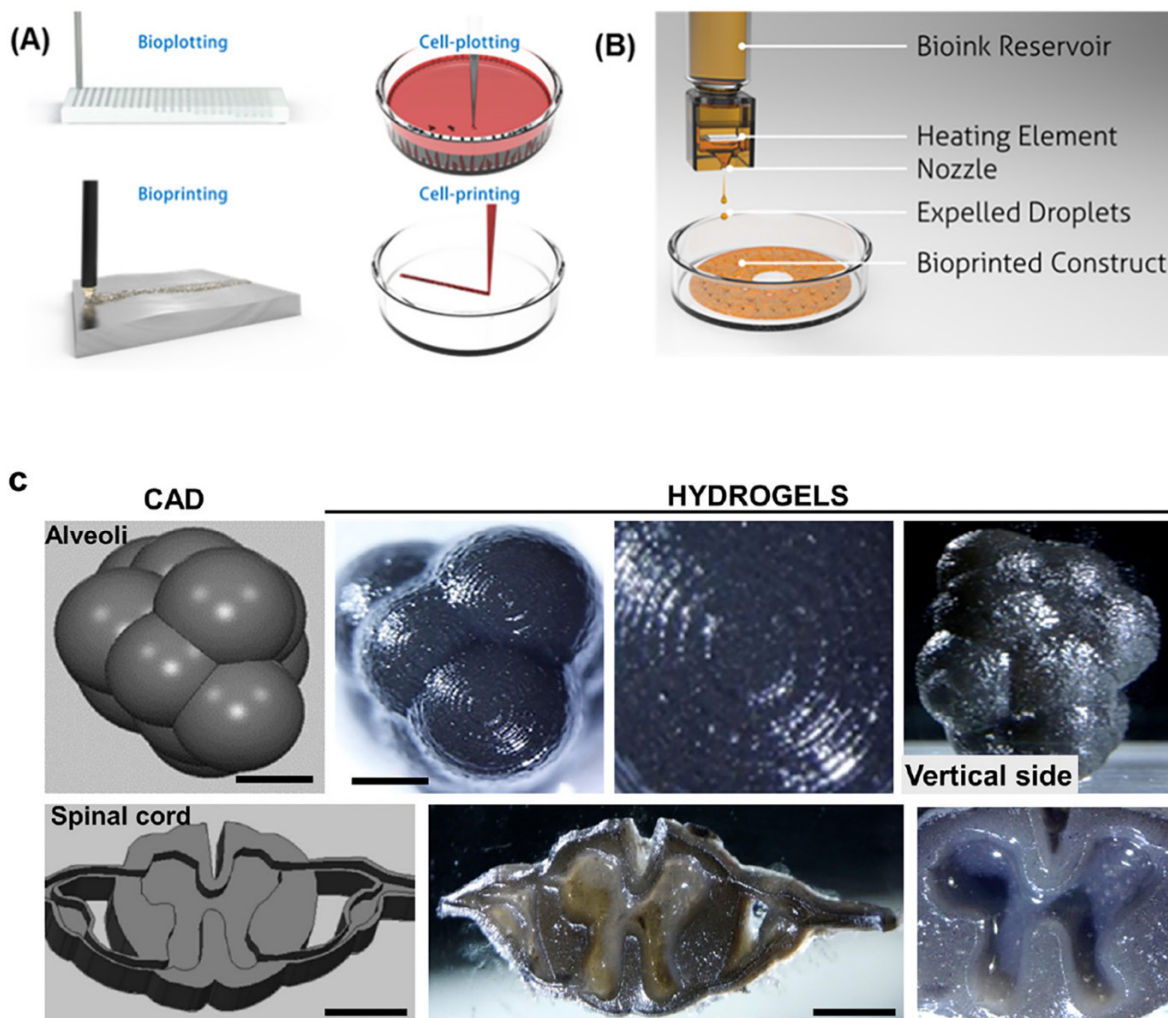 (A)
Bioplotting
Cell-plotting
Bioprinting
Cell-printing
(B)
Bioink Reservoir
Heating Element
Nozzle
Expelled Droplets
Bioprinted Construct
c
CAD
HYDROGELS
Alveoli
Vertical side
Spinal cord